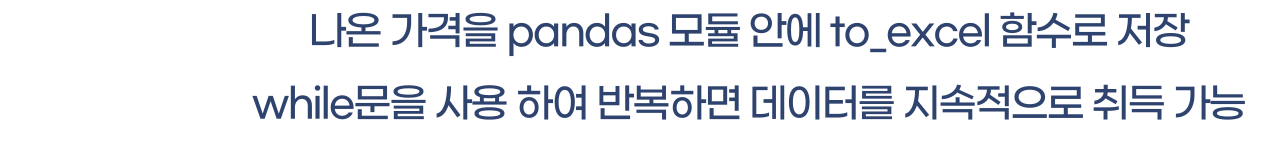 나온 가격을 pandas 모듈 안에 to_excel 함수로 저장
while문을 사용 하여 반복하면 데이터를 지속적으로 취득 가능